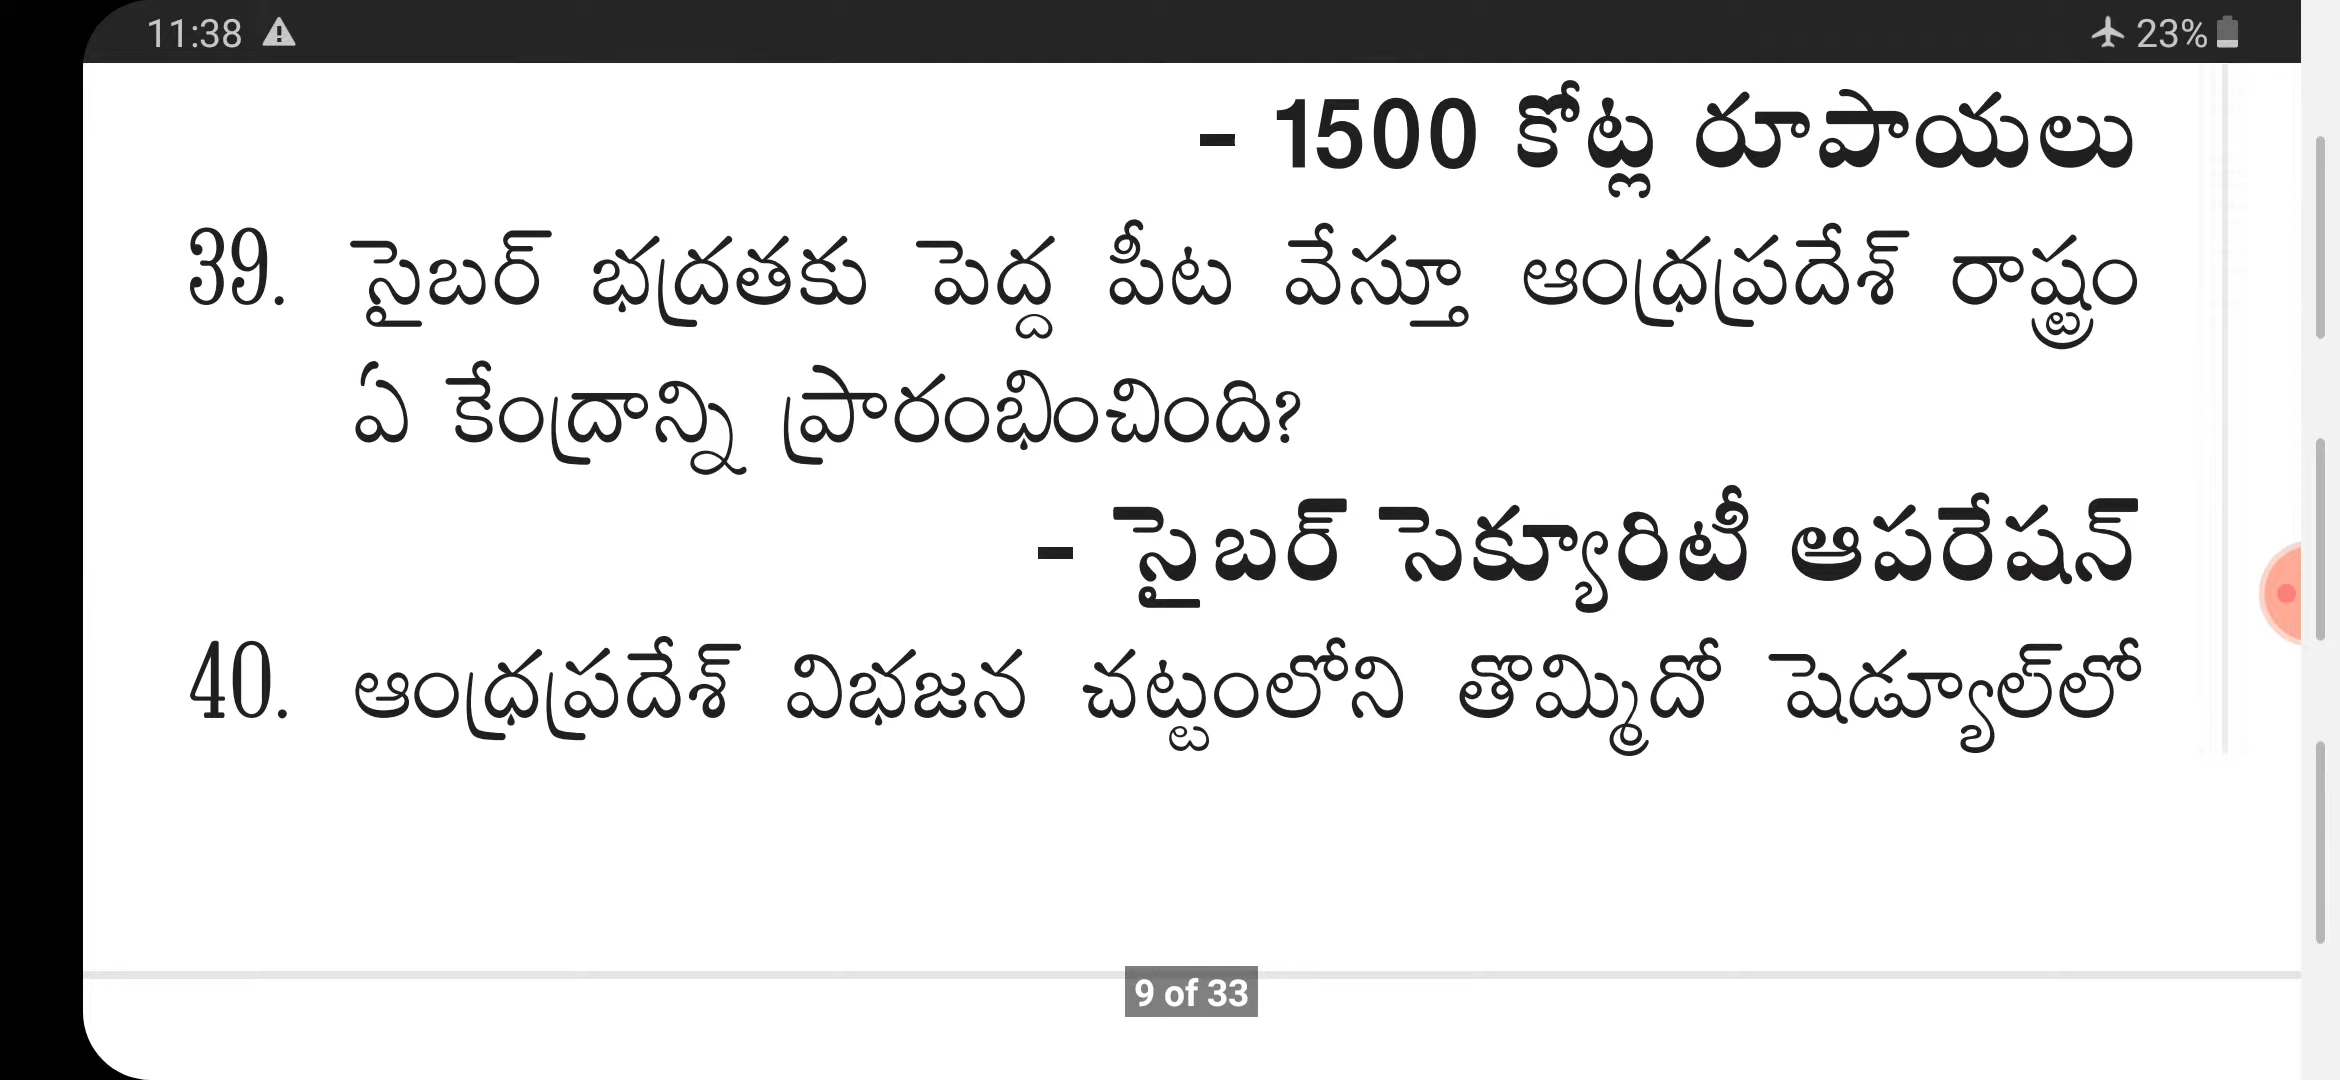 11:38 23%
- 1500 కోట్ల రూపాయలు
39. సైబర్ భద్రతకు పెద్ద పీట వేస్తూ ఆంధ్రప్రదేశ్ రాష్ట్రం
ఏ కేంద్రాన్ని ప్రారంభించింది?
- సైబర్ సెక్యూరిటీ ఆపరేషన్
40. ఆంధ్రప్రదేశ్ విభజన చట్టంలోని తొమ్మిదో షెడ్యూల్‌లో
9 of 33